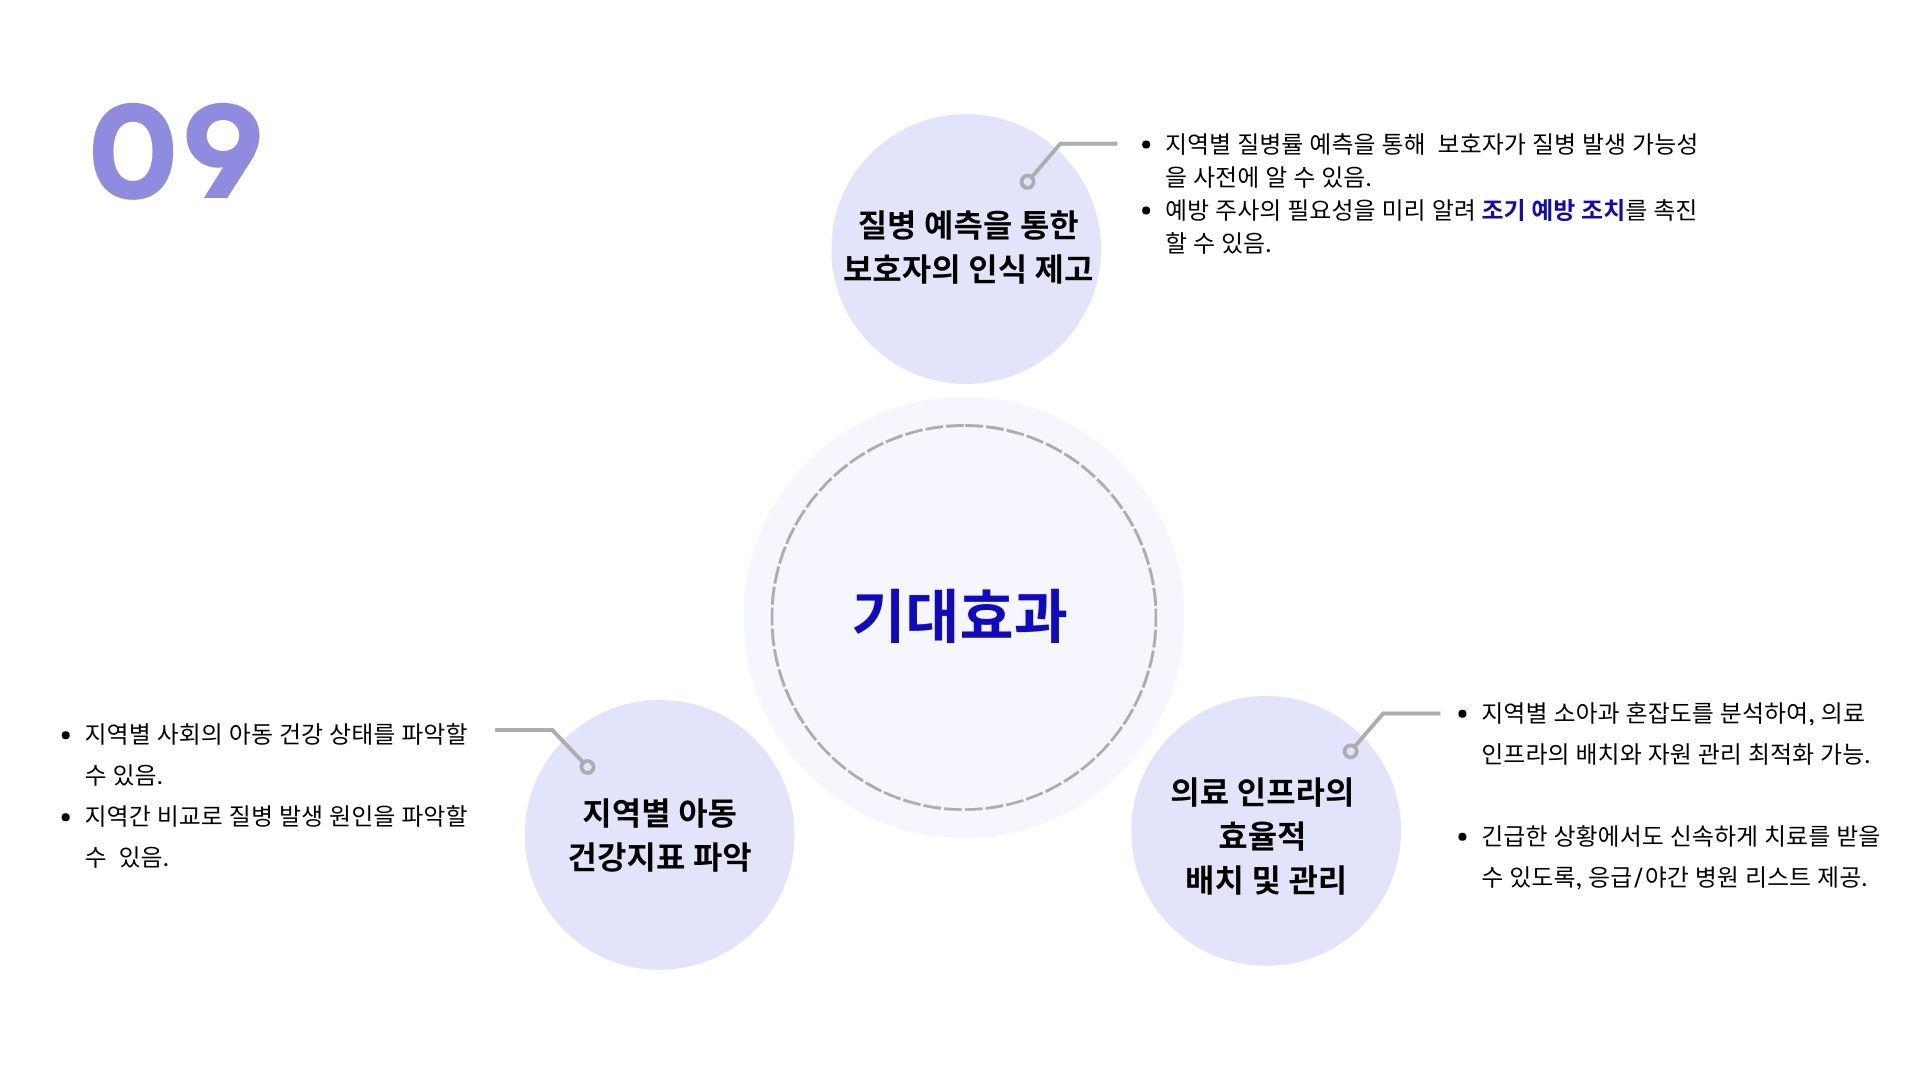 09
질병 예측을 통한
보호자의 인식 제고
• 지역별 질병률 예측을 통해  보호자가 질병 발생 가능성
을 사전에 알 수 있음.
• 예방 주사의 필요성을 미리 알려 조기 예방 조치를 촉진
할 수 있음.
기대효과
• 지역별 사회의 아동 건강 상태를 파악할
수 있음.
• 지역간 비교로 질병 발생 원인을 파악할
수  있음.
지역별 아동
건강지표 파악
의료 인프라의
효율적
배치 및 관리
• 지역별 소아과 혼잡도를 분석하여, 의료
인프라의 배치와 자원 관리 최적화 가능.
• 긴급한 상황에서도 신속하게 치료를 받을
수 있도록, 응급/야간 병원 리스트 제공.